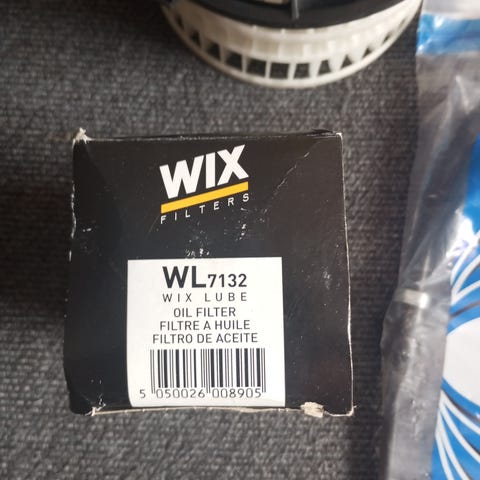 WIX
FILTERS
WL7132
WIX LUBE
OIL FILTER
FILTRE A HUILE
FILTRO DE ACEITE
5 050026 008905